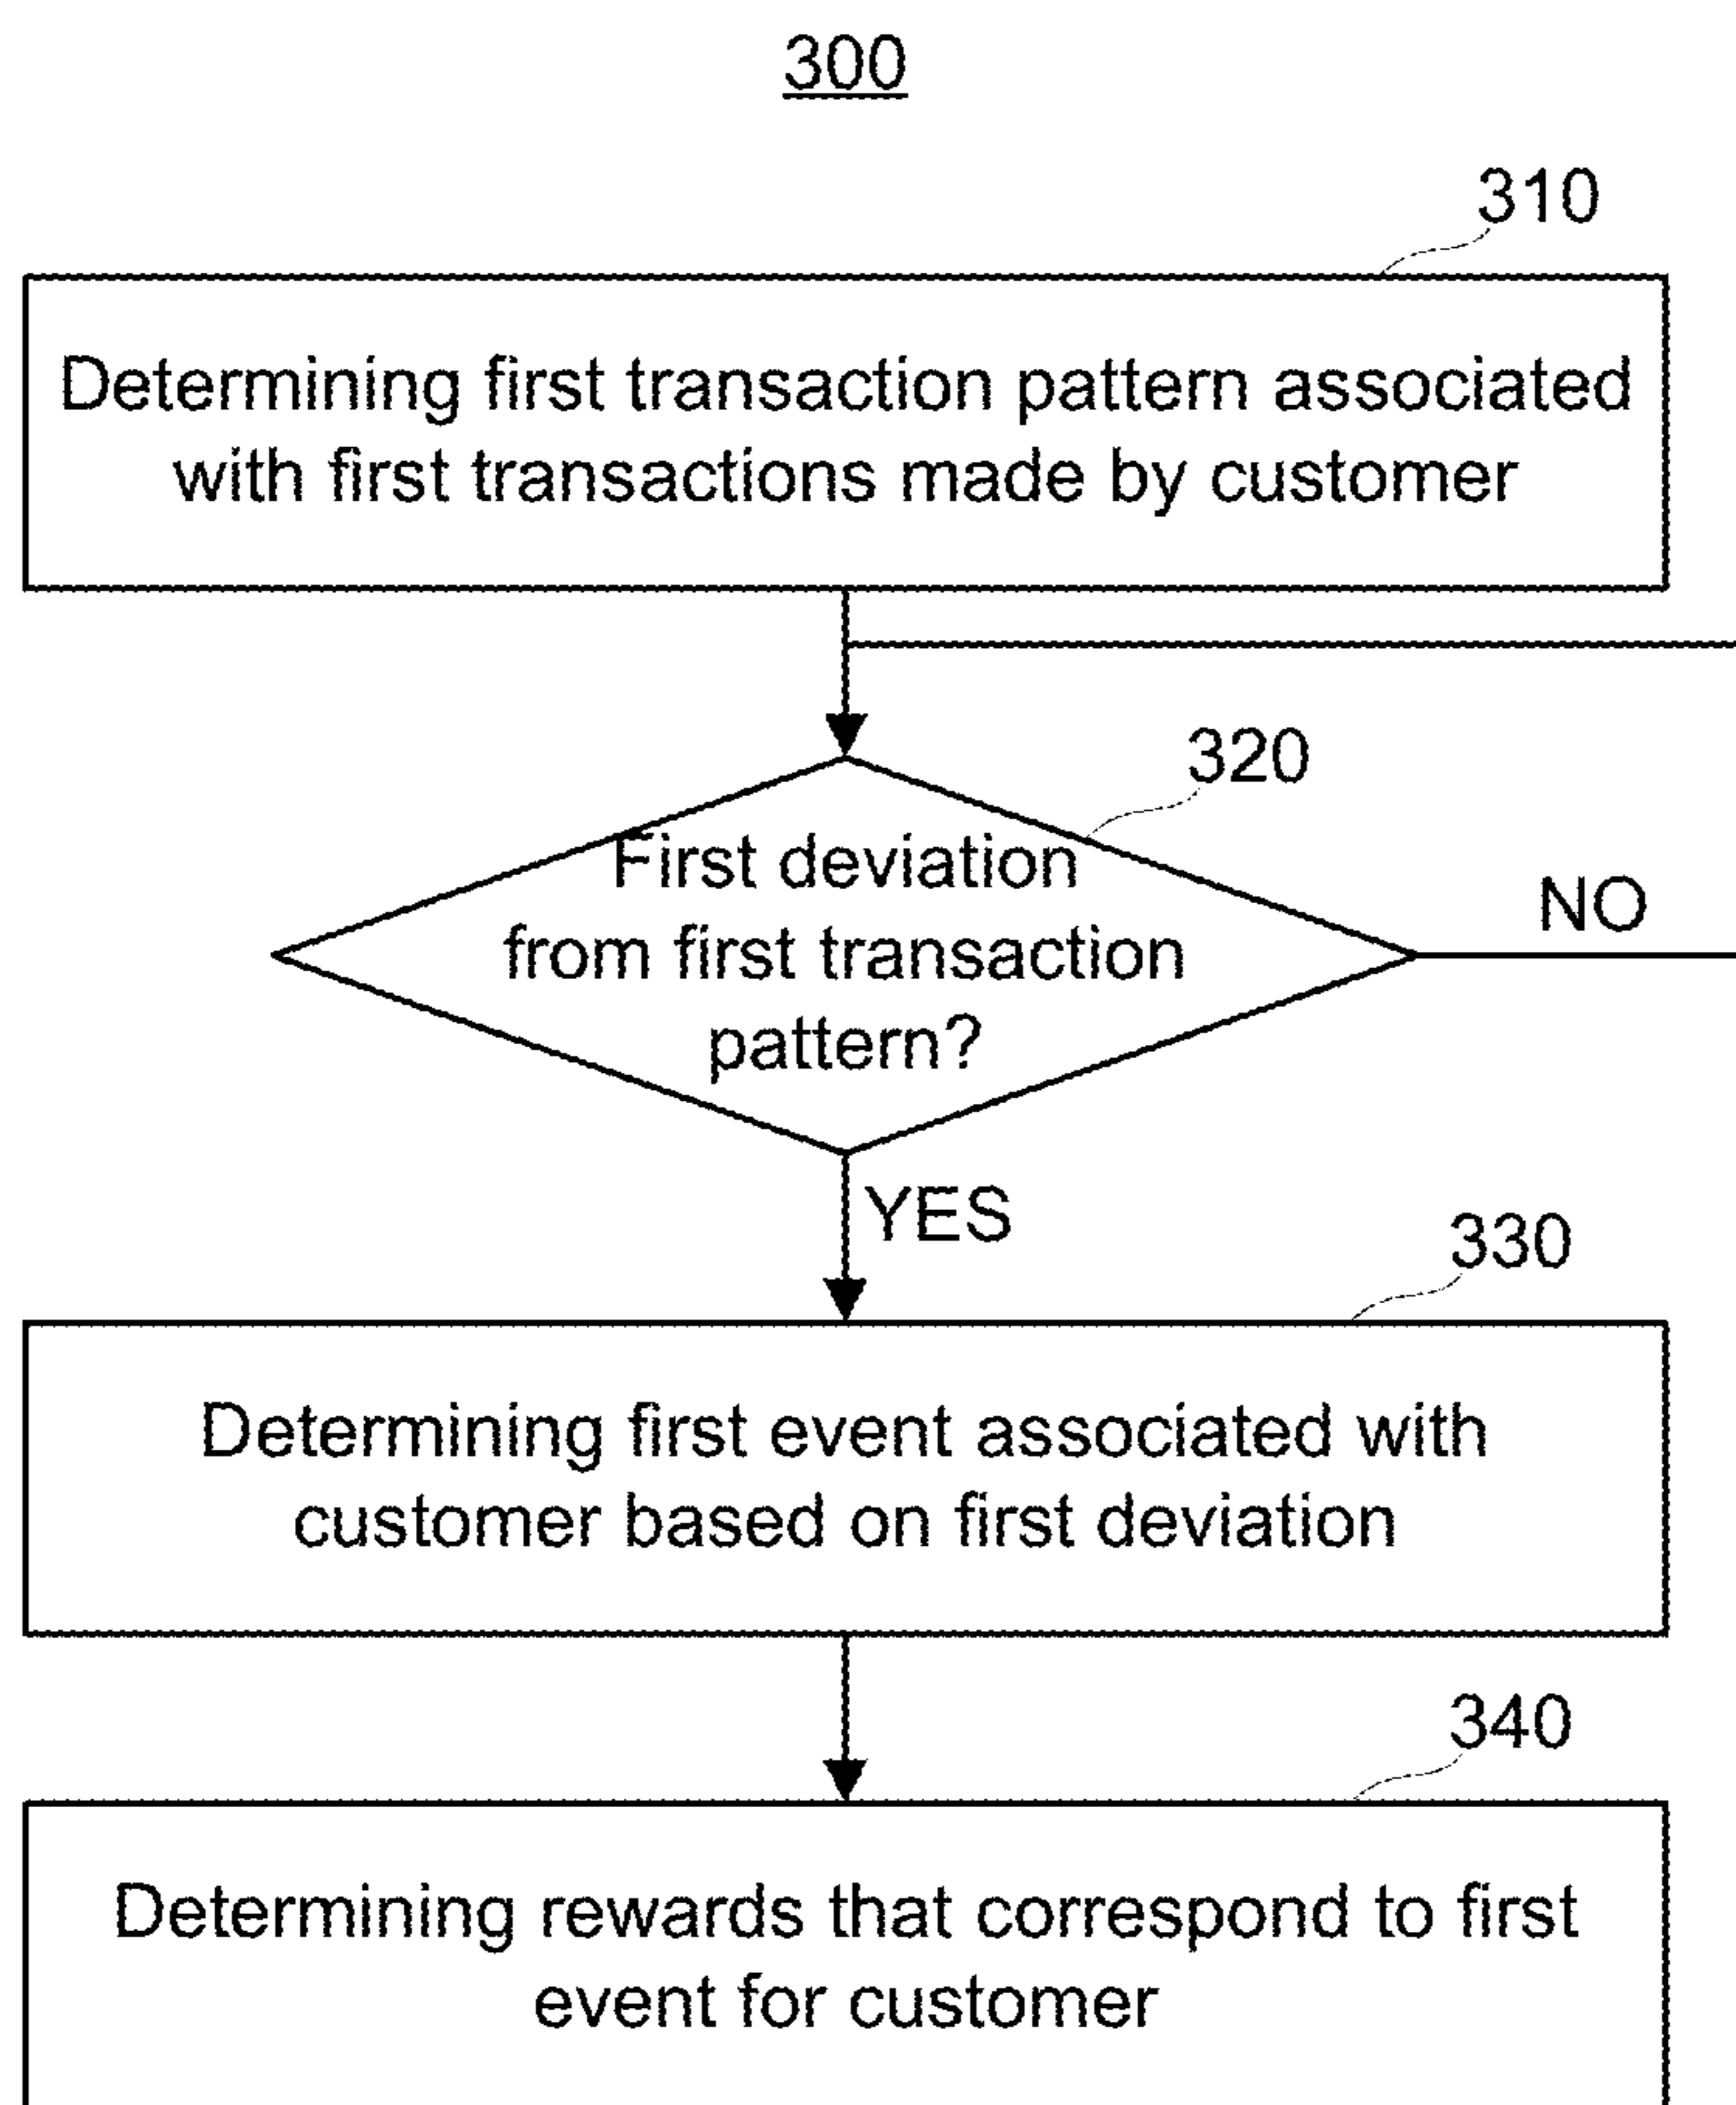 300
310
Determining first transaction pattern associated
with first transactions made by customer
320
First deviation
from first transaction
pattern?
NO
YES
330
Determining first event associated with
customer based on first deviation
340
Determining rewards that correspond to first
event for customer